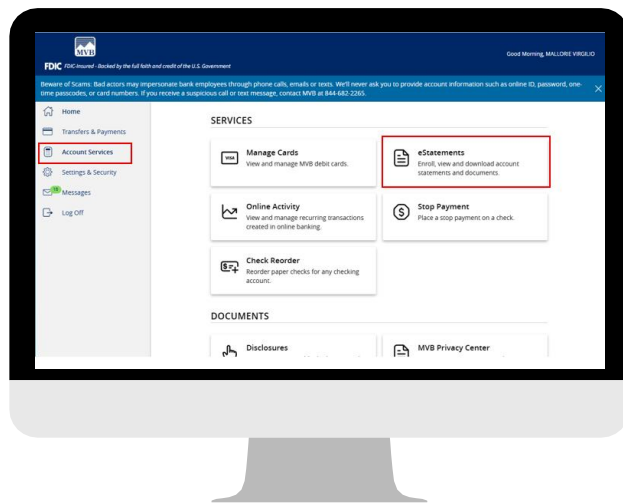 MVB
FDIC FDIC-Insured - Backed by the full faith and credit of the U.S. Government
Good Morning, MALLORIE VIRGILIO
Beware of Scams: Bad actors may impersonate bank employees through phone calls, emails or texts. We'll never ask you to provide account information such as online ID, password, one-
time passcodes, or card numbers. If you receive a suspicious call or text message, contact MVB at 844-682-2265.
Home
Transfers & Payments
Account Services
Settings & Security
Messages
Log Off
SERVICES
VISA
Manage Cards
View and manage MVB debit cards.
eStatements
Enroll, view and download account
statements and documents.
Online Activity
View and manage recurring transactions
created in online banking.
Stop Payment
Place a stop payment on a check.
Check Reorder
Reorder paper checks for any checking
account.
DOCUMENTS
Disclosures
MVB Privacy Center